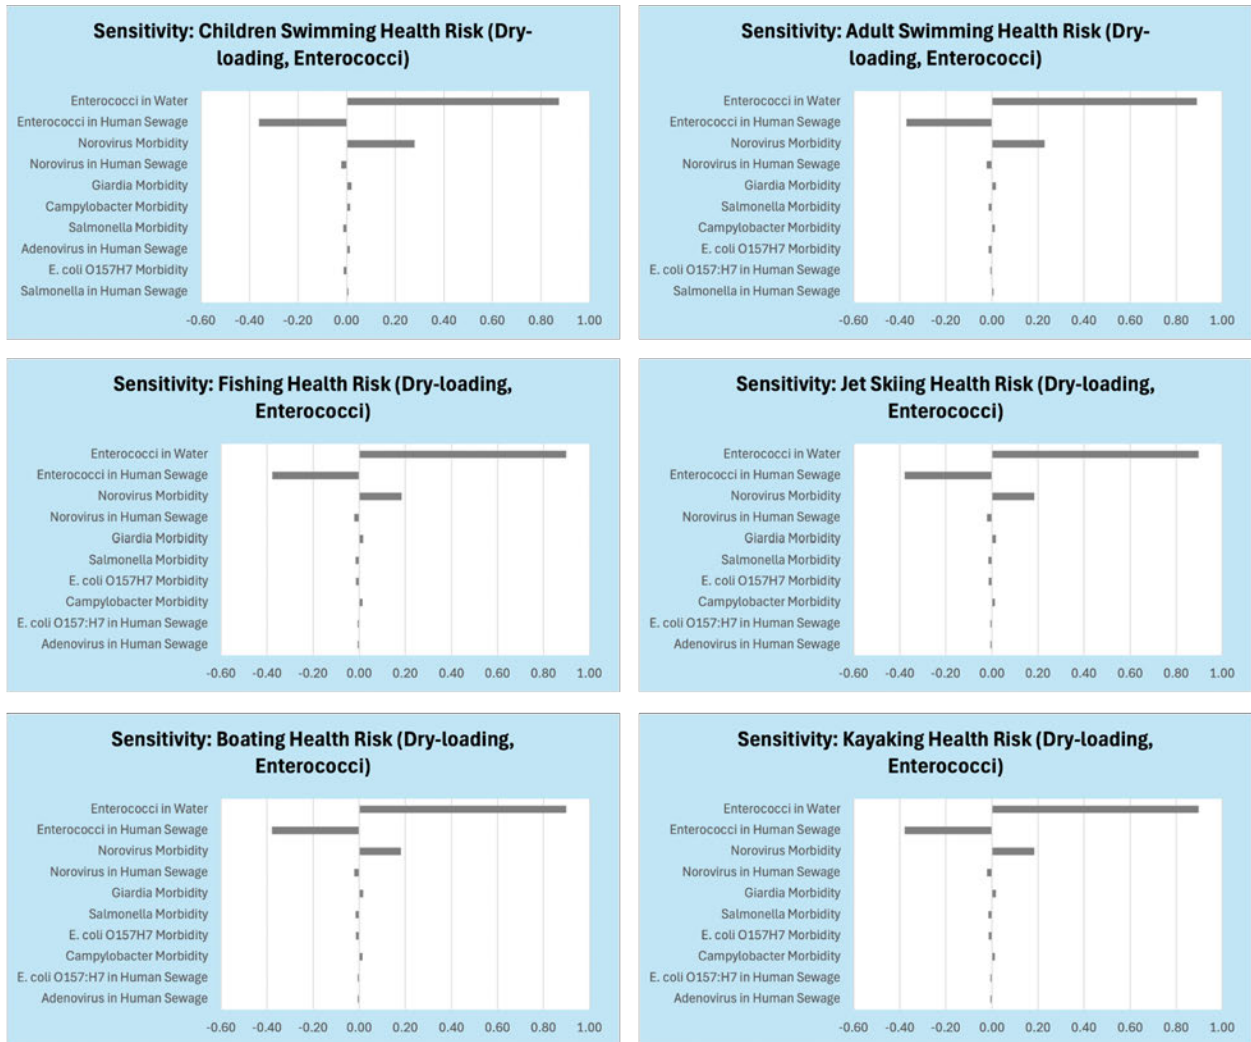 Sensitivity: Children Swimming Health Risk (Dry-
loading, Enterococci)
Enterococci in Water
Enterococci in Human Sewage
Norovirus Morbidity
Norovirus in Human Sewage
Giardia Morbidity
Campylobacter Morbidity
Salmonella Morbidity
Adenovirus in Human Sewage
E. coli O157H7 Morbidity
Salmonella in Human Sewage
-0.60 -0.40 -0.20 0.00 0.20 0.40 0.60 0.80 1.00
Sensitivity: Adult Swimming Health Risk (Dry-
loading, Enterococci)
Enterococci in Water
Enterococci in Human Sewage
Norovirus Morbidity
Norovirus in Human Sewage
Giardia Morbidity
Salmonella Morbidity
Campylobacter Morbidity
E. coli O157H7 Morbidity
E. coli O157:H7 in Human Sewage
Salmonella in Human Sewage
-0.60 -0.40 -0.20 0.00 0.20 0.40 0.60 0.80 1.00
Sensitivity: Fishing Health Risk (Dry-loading,
Enterococci)
Enterococci in Water
Enterococci in Human Sewage
Norovirus Morbidity
Norovirus in Human Sewage
Giardia Morbidity
Salmonella Morbidity
E. coli O157H7 Morbidity
Campylobacter Morbidity
E. coli O157:H7 in Human Sewage
Adenovirus in Human Sewage
-0.60 -0.40 -0.20 0.00 0.20 0.40 0.60 0.80 1.00
Sensitivity: Jet Skiing Health Risk (Dry-loading,
Enterococci)
Enterococci in Water
Enterococci in Human Sewage
Norovirus Morbidity
Norovirus in Human Sewage
Giardia Morbidity
Salmonella Morbidity
E. coli O157H7 Morbidity
Campylobacter Morbidity
E. coli O157:H7 in Human Sewage
Adenovirus in Human Sewage
-0.60 -0.40 -0.20 0.00 0.20 0.40 0.60 0.80 1.00
Sensitivity: Boating Health Risk (Dry-loading,
Enterococci)
Enterococci in Water
Enterococci in Human Sewage
Norovirus Morbidity
Norovirus in Human Sewage
Giardia Morbidity
Salmonella Morbidity
E. coli O157H7 Morbidity
Campylobacter Morbidity
E. coli O157:H7 in Human Sewage
Adenovirus in Human Sewage
-0.60 -0.40 -0.20 0.00 0.20 0.40 0.60 0.80 1.00
Sensitivity: Kayaking Health Risk (Dry-loading,
Enterococci)
Enterococci in Water
Enterococci in Human Sewage
Norovirus Morbidity
Norovirus in Human Sewage
Giardia Morbidity
Salmonella Morbidity
E. coli O157H7 Morbidity
Campylobacter Morbidity
E. coli O157:H7 in Human Sewage
Adenovirus in Human Sewage
-0.60 -0.40 -0.20 0.00 0.20 0.40 0.60 0.80 1.00